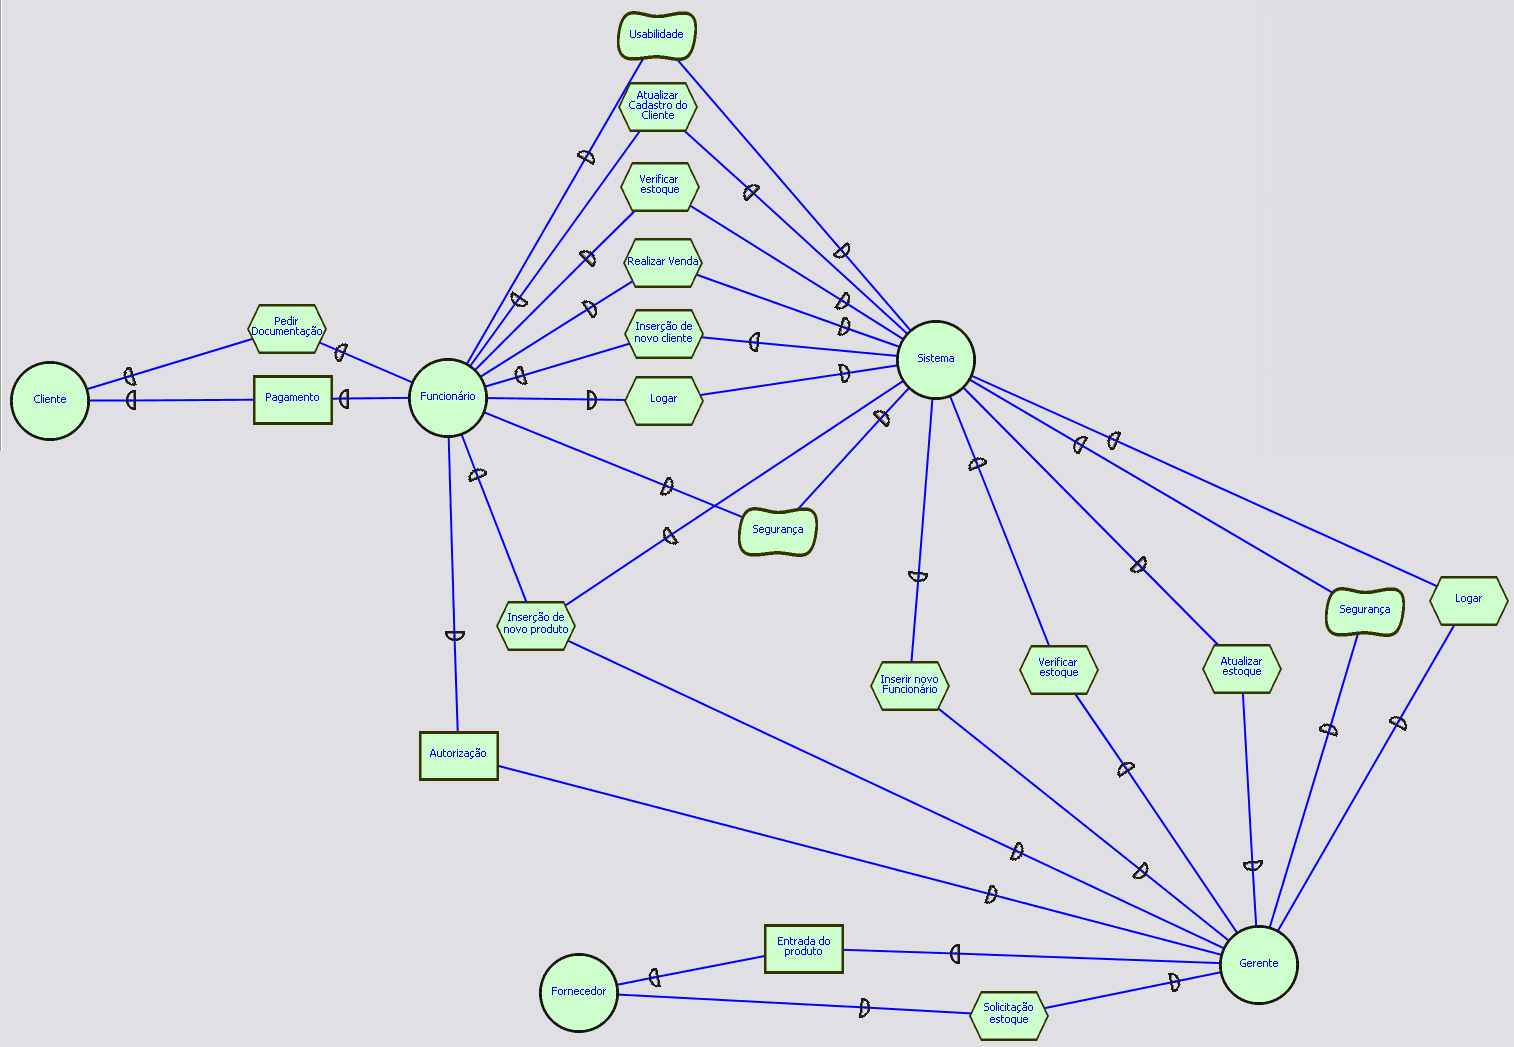 Usabilidade
Atualizar
Cadastro do
Cliente
Verificar
estoque
Realizar Venda
Pedir
Documentação
Inserção de
novo cliente
Sistema
Cliente
Pagamento
Funcionário
Logar
Segurança
Inserção de
novo produto
Inserir novo
Funcionário
Verificar
estoque
Atualizar
estoque
Segurança
Logar
Autorização
Entrada do
produto
Gerente
Fornecedor
Solicitação
estoque